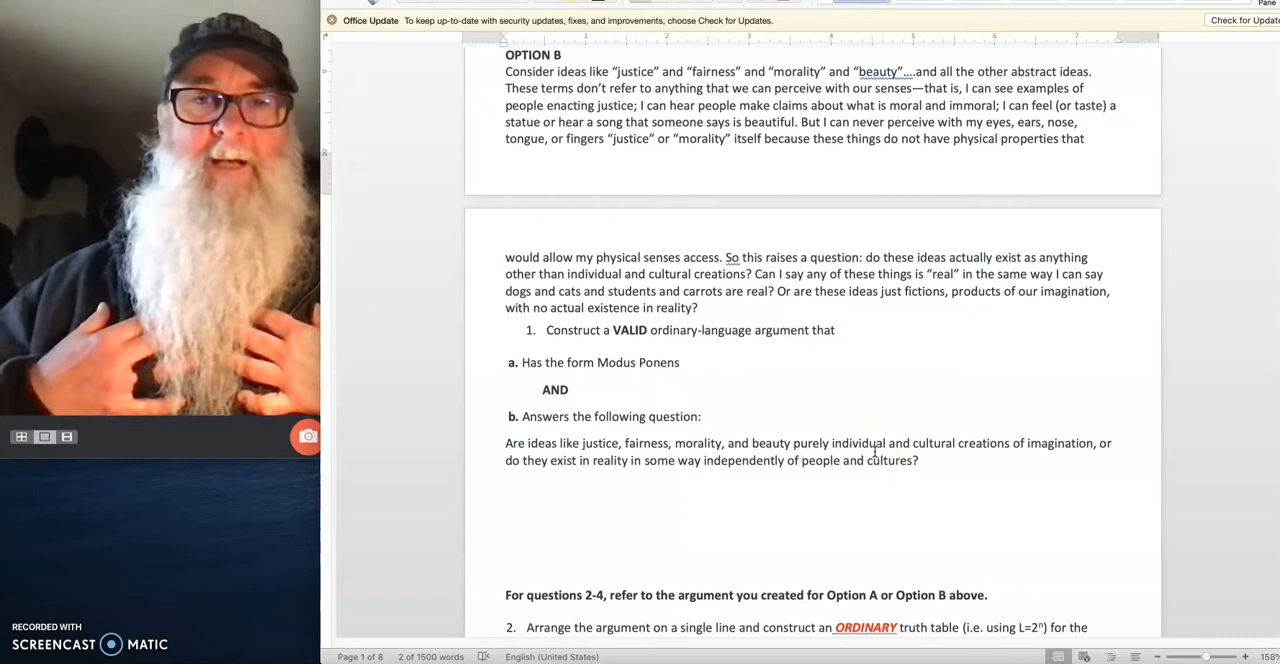 Pane
Office Update To keep up-to-date with security updates, fixes, and improvements, choose Check for Updates.
Check for Update
1 2 3 4 5 6 7
OPTION B
Consider ideas like “justice” and “fairness” and “morality” and “beauty”….and all the other abstract ideas.
These terms don’t refer to anything that we can perceive with our senses—that is, I can see examples of
people enacting justice; I can hear people make claims about what is moral and immoral; I can feel (or taste) a
statue or hear a song that someone says is beautiful. But I can never perceive with my eyes, ears, nose,
tongue, or fingers “justice” or “morality” itself because these things do not have physical properties that
would allow my physical senses access. So this raises a question: do these ideas actually exist as anything
other than individual and cultural creations? Can I say any of these things is “real” in the same way I can say
dogs and cats and students and carrots are real? Or are these ideas just fictions, products of our imagination,
with no actual existence in reality?
1. Construct a VALID ordinary-language argument that
a. Has the form Modus Ponens
AND
b. Answers the following question:
Are ideas like justice, fairness, morality, and beauty purely individual and cultural creations of imagination, or
do they exist in reality in some way independently of people and cultures?
For questions 2-4, refer to the argument you created for Option A or Option B above.
2. Arrange the argument on a single line and construct an ORDINARY truth table (i.e. using L=2ⁿ) for the
RECORDED WITH
SCREENCAST MATIC
Page 1 of 8 2 of 1500 words English (United States) 158%